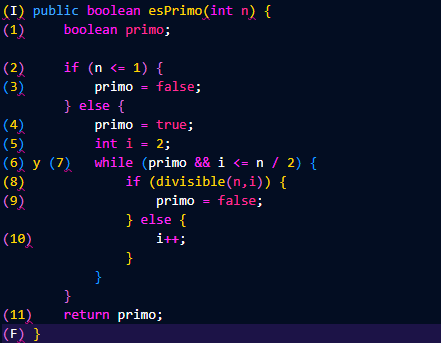 (I) public boolean esPrimo(int n) {
(1)     boolean primo;
(2)     if (n <= 1) {
(3)         primo = false;
        } else {
(4)         primo = true;
(5)         int i = 2;
(6) y (7)   while (primo && i <= n / 2) {
(8)             if (divisible(n,i)) {
(9)                 primo = false;
                } else {
(10)                i++;
                }
            }
        }
(11)    return primo;
(F) }